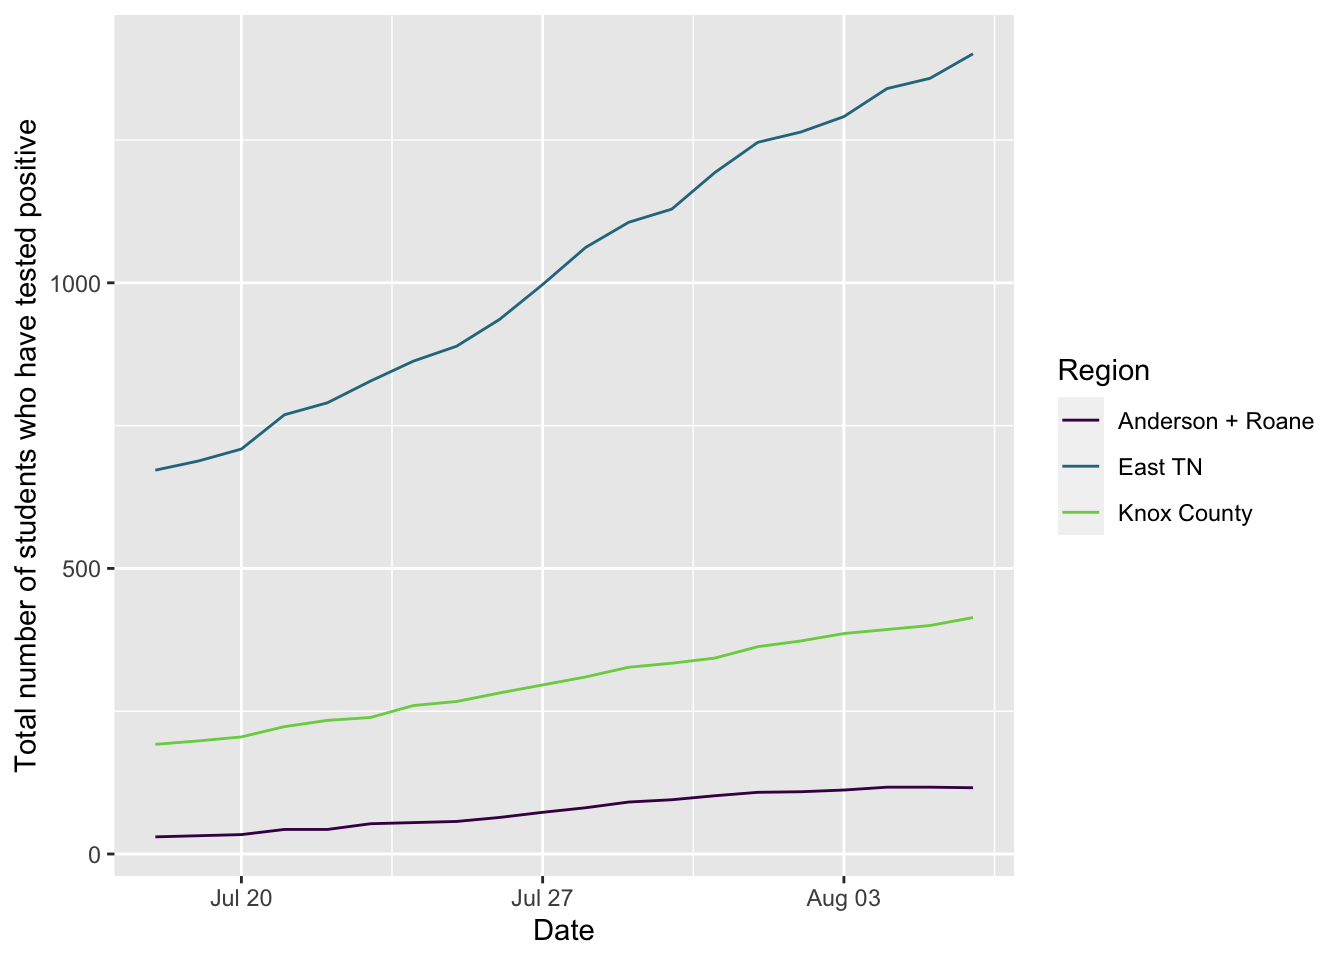 Total number of students who have tested positive
1000
500
0
Jul 20
Jul 27
Aug 03
Date
Region
Anderson + Roane
East TN
Knox County